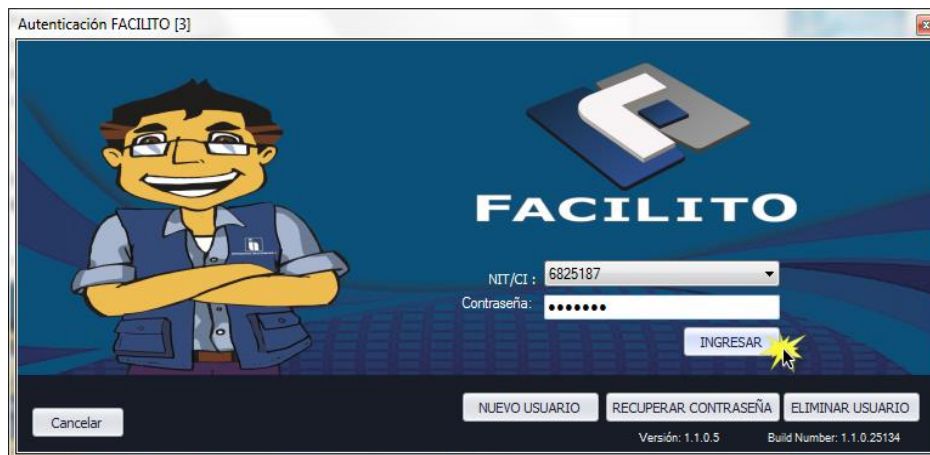 Autenticación FACILITO [3]
FACILITO
NIT/CI : 6825187
Contraseña: •••••••
INGRESAR
Cancelar
NUEVO USUARIO RECUPERAR CONTRASEÑA ELIMINAR USUARIO
Versión: 1.1.0.5 Build Number: 1.1.0.25134